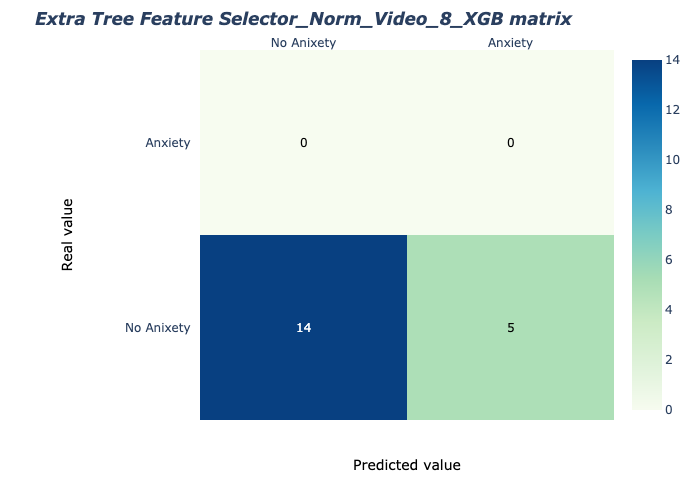 Extra Tree Feature Selector_Norm_Video_8_XGB matrix
No Anixety Anxiety
14
12
10
8
6
4
2
0
Anxiety 0 0
No Anixety 14 5
Real value
Predicted value